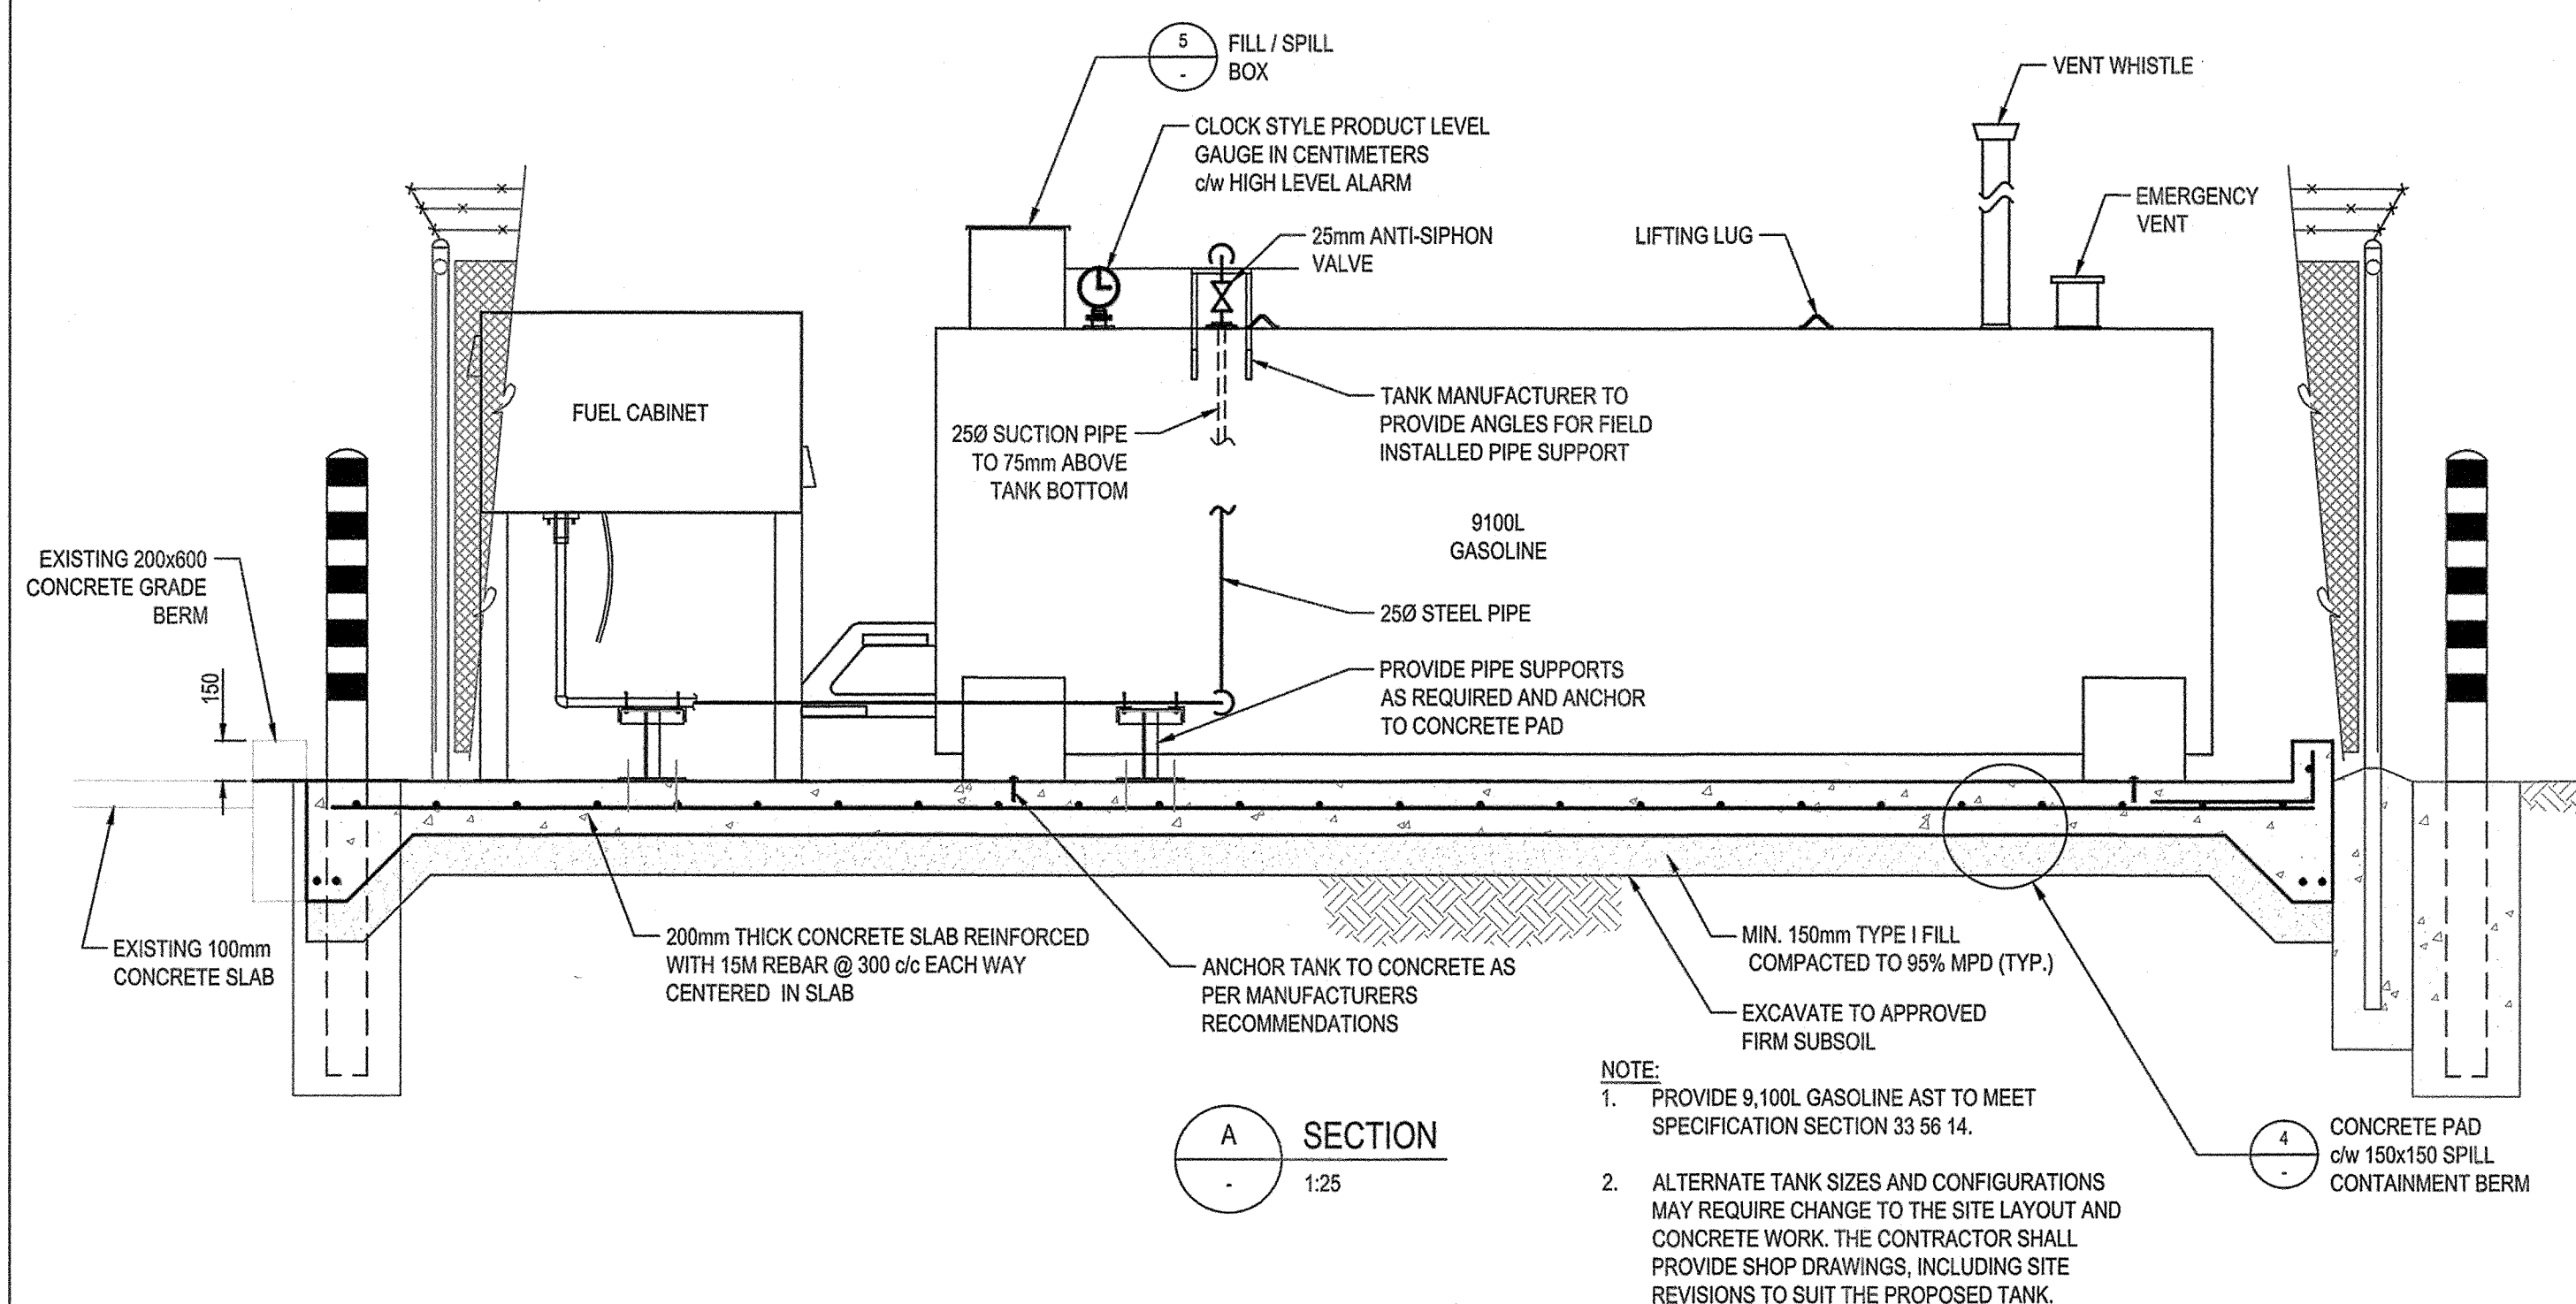 5
-
FILL / SPILL
BOX
VENT WHISTLE
CLOCK STYLE PRODUCT LEVEL
GAUGE IN CENTIMETERS
c/w HIGH LEVEL ALARM
EMERGENCY
VENT
25mm ANTI-SIPHON
VALVE
LIFTING LUG
FUEL CABINET
TANK MANUFACTURER TO
PROVIDE ANGLES FOR FIELD
INSTALLED PIPE SUPPORT
25Ø SUCTION PIPE
TO 75mm ABOVE
TANK BOTTOM
9100L
GASOLINE
EXISTING 200x600
CONCRETE GRADE
BERM
25Ø STEEL PIPE
150
PROVIDE PIPE SUPPORTS
AS REQUIRED AND ANCHOR
TO CONCRETE PAD
EXISTING 100mm
CONCRETE SLAB
200mm THICK CONCRETE SLAB REINFORCED
WITH 15M REBAR @ 300 c/c EACH WAY
CENTERED IN SLAB
ANCHOR TANK TO CONCRETE AS
PER MANUFACTURERS
RECOMMENDATIONS
MIN. 150mm TYPE I FILL
COMPACTED TO 95% MPD (TYP.)
EXCAVATE TO APPROVED
FIRM SUBSOIL
NOTE:
1. PROVIDE 9,100L GASOLINE AST TO MEET
SPECIFICATION SECTION 33 56 14.
2. ALTERNATE TANK SIZES AND CONFIGURATIONS
MAY REQUIRE CHANGE TO THE SITE LAYOUT AND
CONCRETE WORK. THE CONTRACTOR SHALL
PROVIDE SHOP DRAWINGS, INCLUDING SITE
REVISIONS TO SUIT THE PROPOSED TANK.
A
-
SECTION
1:25
4
-
CONCRETE PAD
c/w 150x150 SPILL
CONTAINMENT BERM